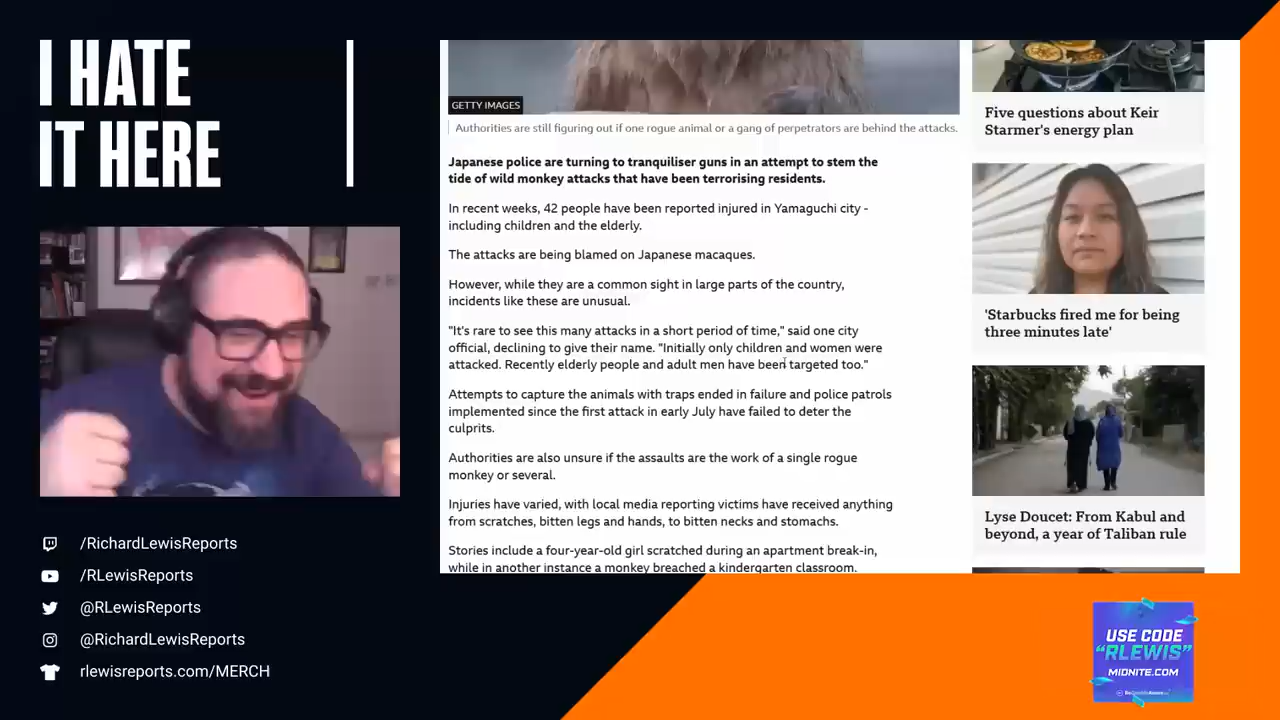 I HATE
IT HERE
/RichardLewisReports
/RLewisReports
@RLewisReports
@RichardLewisReports
rlewisreports.com/MERCH
GETTY IMAGES
Authorities are still figuring out if one rogue animal or a gang of perpetrators are behind the attacks.
Japanese police are turning to tranquiliser guns in an attempt to stem the
tide of wild monkey attacks that have been terrorising residents.
In recent weeks, 42 people have been reported injured in Yamaguchi city -
including children and the elderly.
The attacks are being blamed on Japanese macaques.
However, while they are a common sight in large parts of the country,
incidents like these are unusual.
"It's rare to see this many attacks in a short period of time," said one city
official, declining to give their name. "Initially only children and women were
attacked. Recently elderly people and adult men have been targeted too."
Attempts to capture the animals with traps ended in failure and police patrols
implemented since the first attack in early July have failed to deter the
culprits.
Authorities are also unsure if the assaults are the work of a single rogue
monkey or several.
Injuries have varied, with local media reporting victims have received anything
from scratches, bitten legs and hands, to bitten necks and stomachs.
Stories include a four-year-old girl scratched during an apartment break-in,
while in another instance a monkey breached a kindergarten classroom.
Five questions about Keir
Starmer's energy plan
'Starbucks fired me for being
three minutes late'
Lyse Doucet: From Kabul and
beyond, a year of Taliban rule
USE CODE
"RLEWIS"
MIDNITE.COM